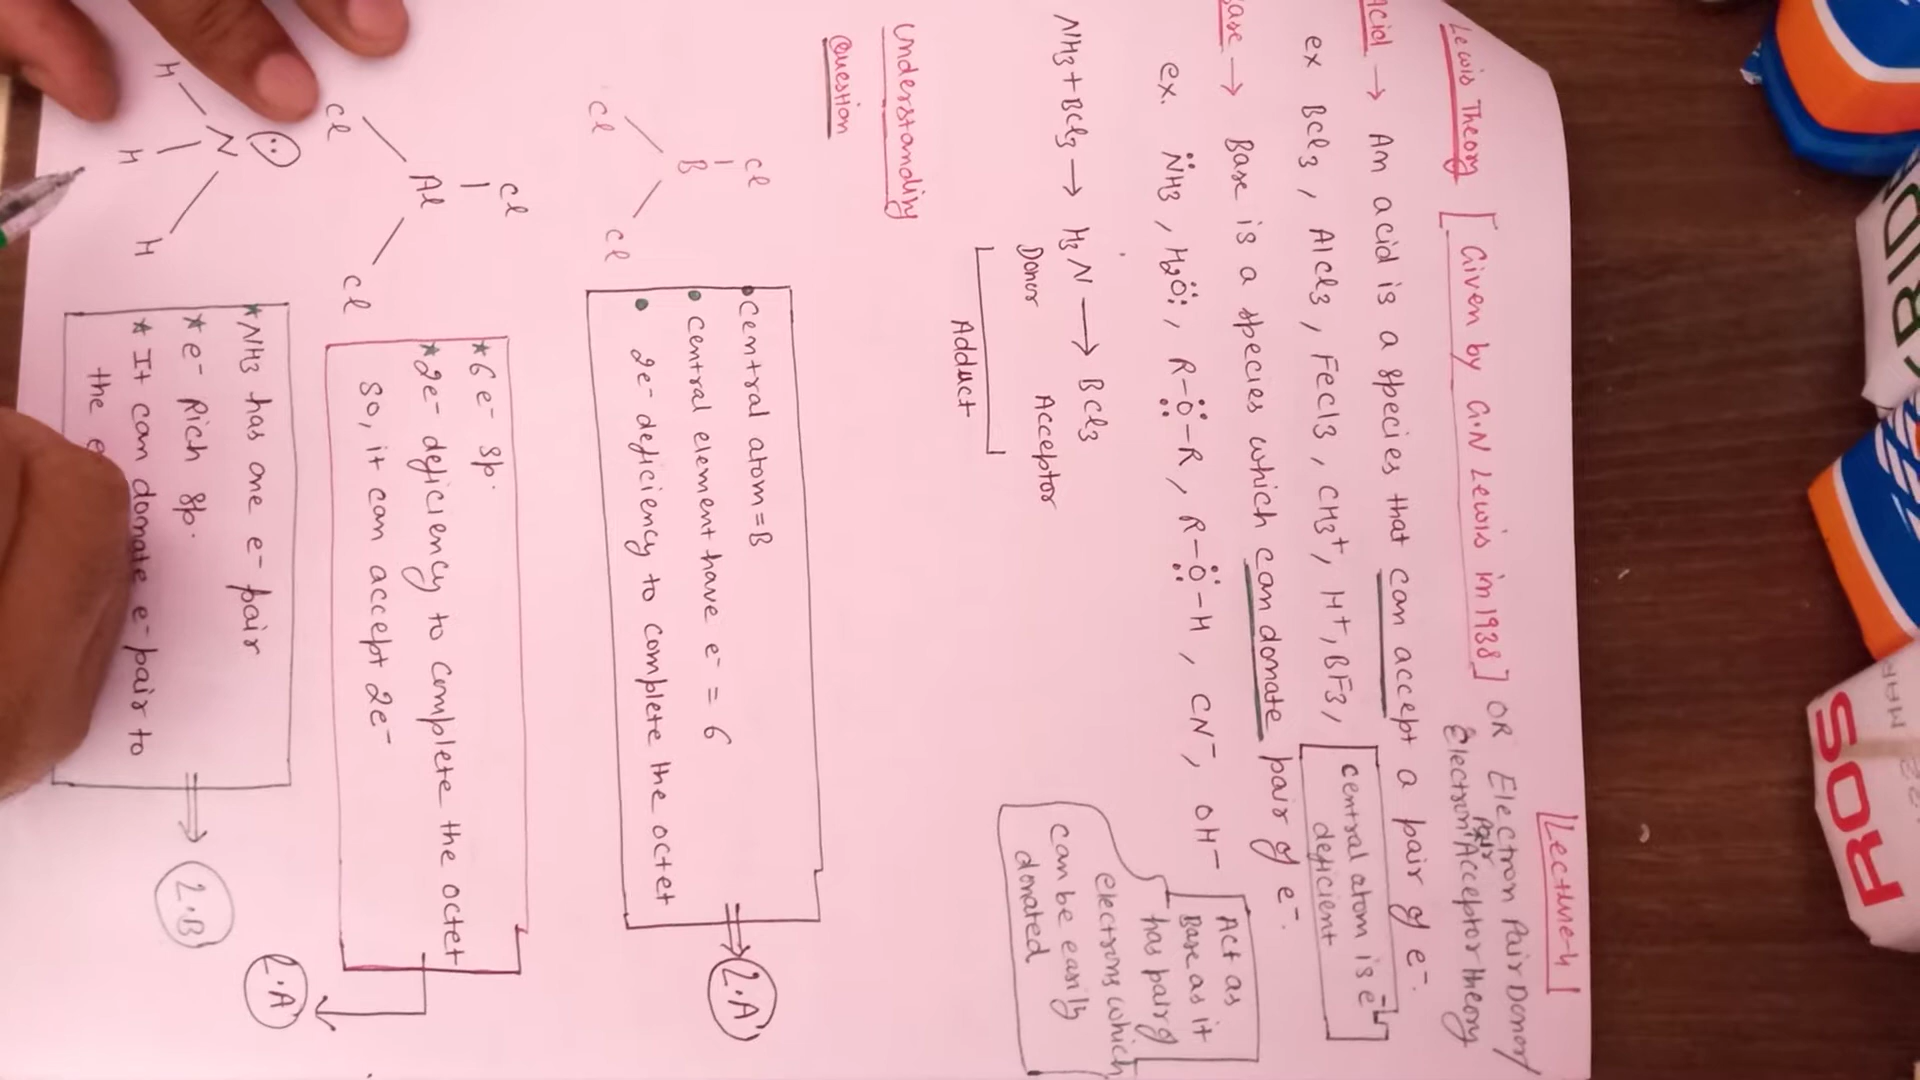 Lecture-4
Lewis Theory [Given by G.N Lewis in 1938] OR Electron Pair Donor
Electron Pair Acceptor theory
Acid → An acid is a species that can accept a pair of e⁻.
ex BCl3, AlCl3, FeCl3, CH3⁺, H⁺, BF3,
central atom is e⁻
deficient
Base → Base is a species which can donate pair of e⁻.
ex. N̈H3, H2Ö:, R-Ö-R, R-Ö-H, CN⁻, OH⁻
Act as
Base as it
has pair of
electrons which
can be easily
donated
NH3 + BCl3 → H3N → BCl3
Donor Acceptor
Adduct
Understanding
Question
Cl
B
Cl
Cl
• Central atom = B
• Central element have e⁻ = 6
• 2e⁻ deficiency to complete the octet
L.A
Cl
Al
Cl
Cl
* 6e⁻ sp.
* 2e⁻ deficiency to complete the octet
So, it can accept 2e⁻
L.A
N
H
H
H
* NH3 has one e⁻ pair
* e⁻ Rich sp.
* It can donate e⁻ pair to
the
L.B
ROS